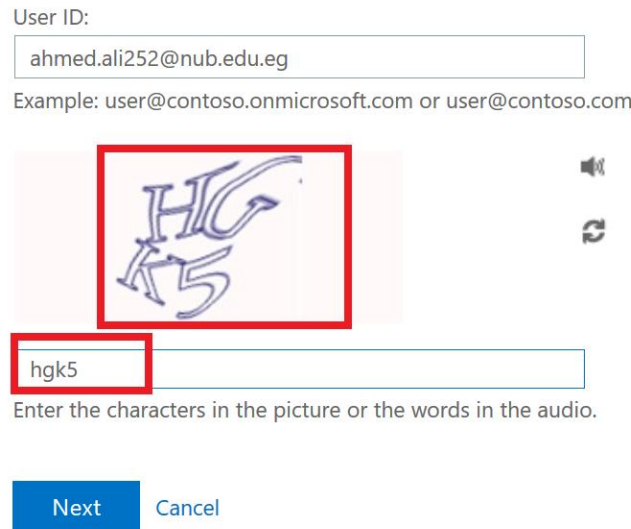 User ID:
ahmed.ali252@nub.edu.eg
Example: user@contoso.onmicrosoft.com or user@contoso.com
HG
K5
hgk5
Enter the characters in the picture or the words in the audio.
Next Cancel